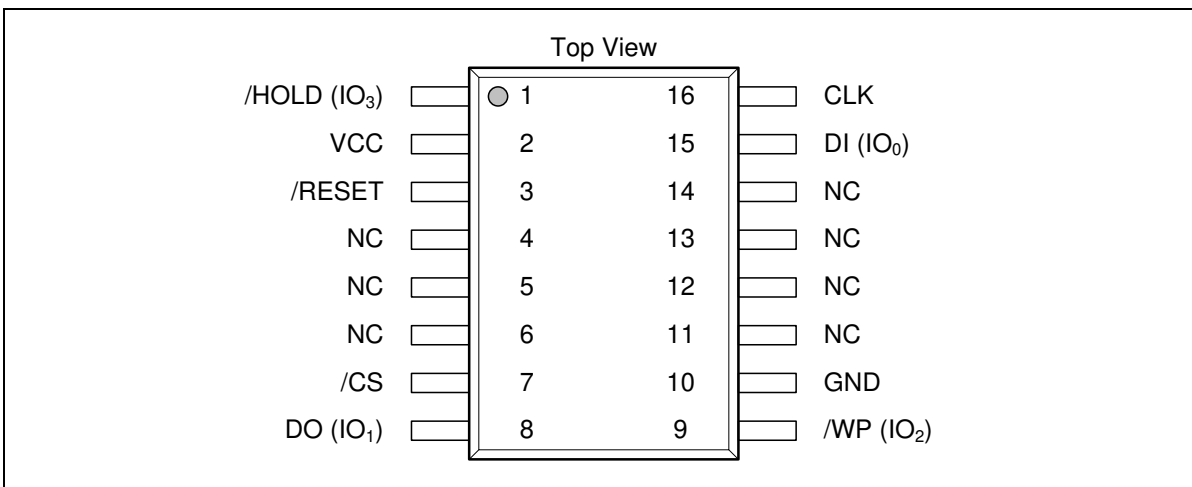 Top View
/HOLD (IO₃) 1 16 CLK
VCC 2 15 DI (IO₀)
/RESET 3 14 NC
NC 4 13 NC
NC 5 12 NC
NC 6 11 NC
/CS 7 10 GND
DO (IO₁) 8 9 /WP (IO₂)